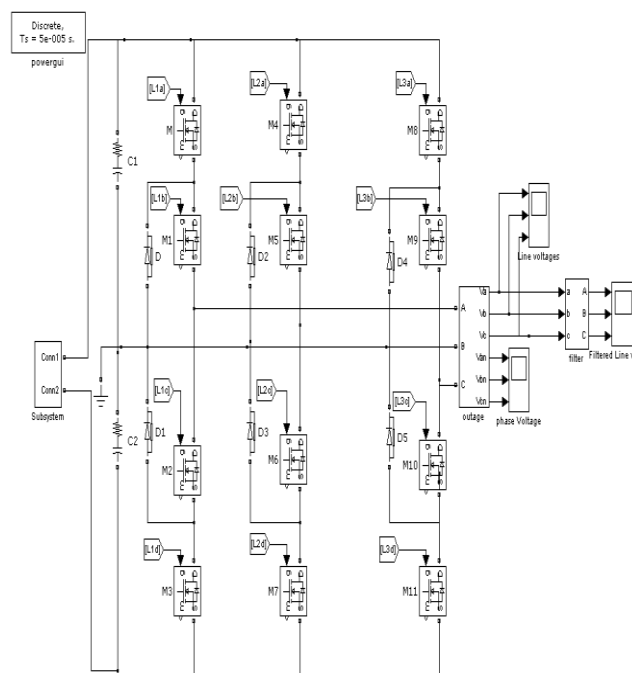 Discrete,
Ts = 5e-005 s.
powergui
[L1a]
[L2a]
[L3a]
M
M4
M8
C1
[L1b]
[L2b]
[L3b]
M1
M5
M9
D
D2
D4
Line voltages
Va
Vb
Vc
Van
Vbn
Vcn
A
B
C
outage
a
b
c
A
B
C
filter
Filtered Line v
phase Voltage
Conn1
Conn2
Subsystem
[L1c]
[L2c]
[L3c]
C2
D1
D3
D5
M2
M6
M10
[L1d]
[L2d]
[L3d]
M3
M7
M11